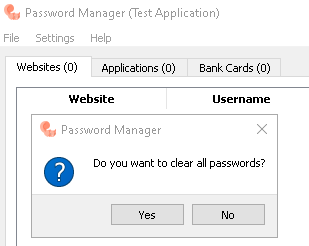 Password Manager (Test Application)
File Settings Help
Websites (0) Applications (0) Bank Cards (0)
Website Username
Password Manager
Do you want to clear all passwords?
Yes No